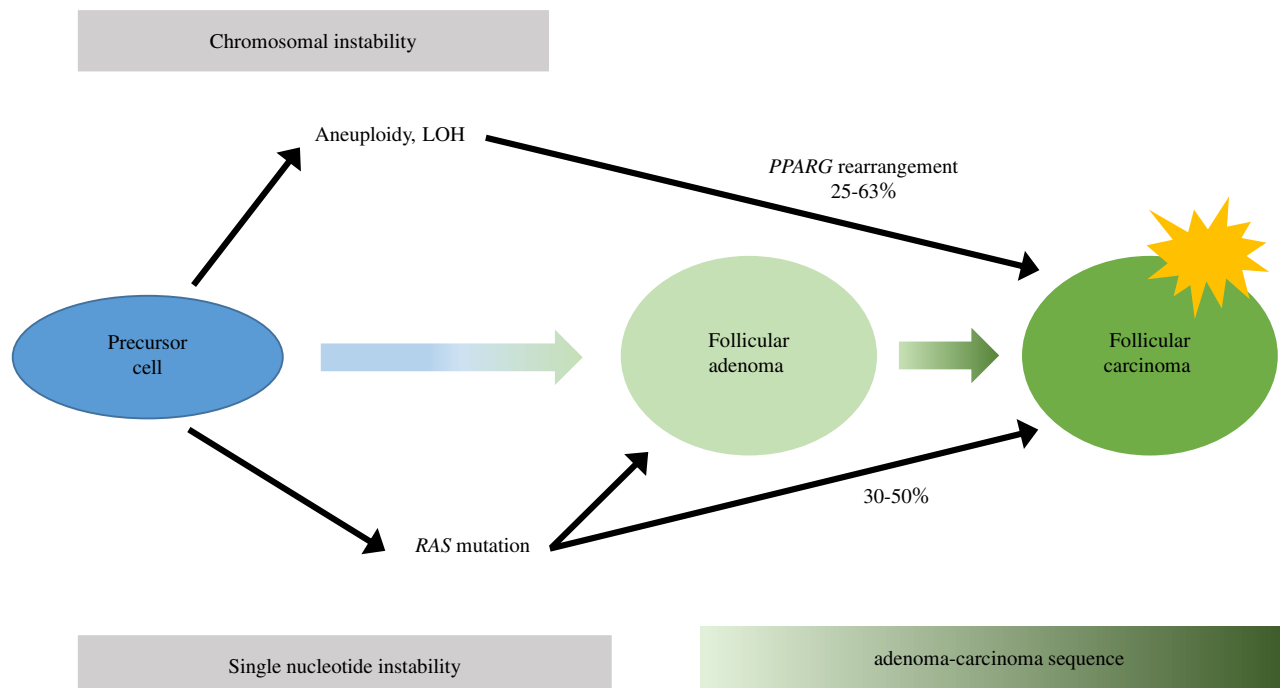 Chromosomal instability
Aneuploidy, LOH
PPARG rearrangement
25-63%
Precursor
cell
Follicular
adenoma
Follicular
carcinoma
30-50%
RAS mutation
Single nucleotide instability
adenoma-carcinoma sequence